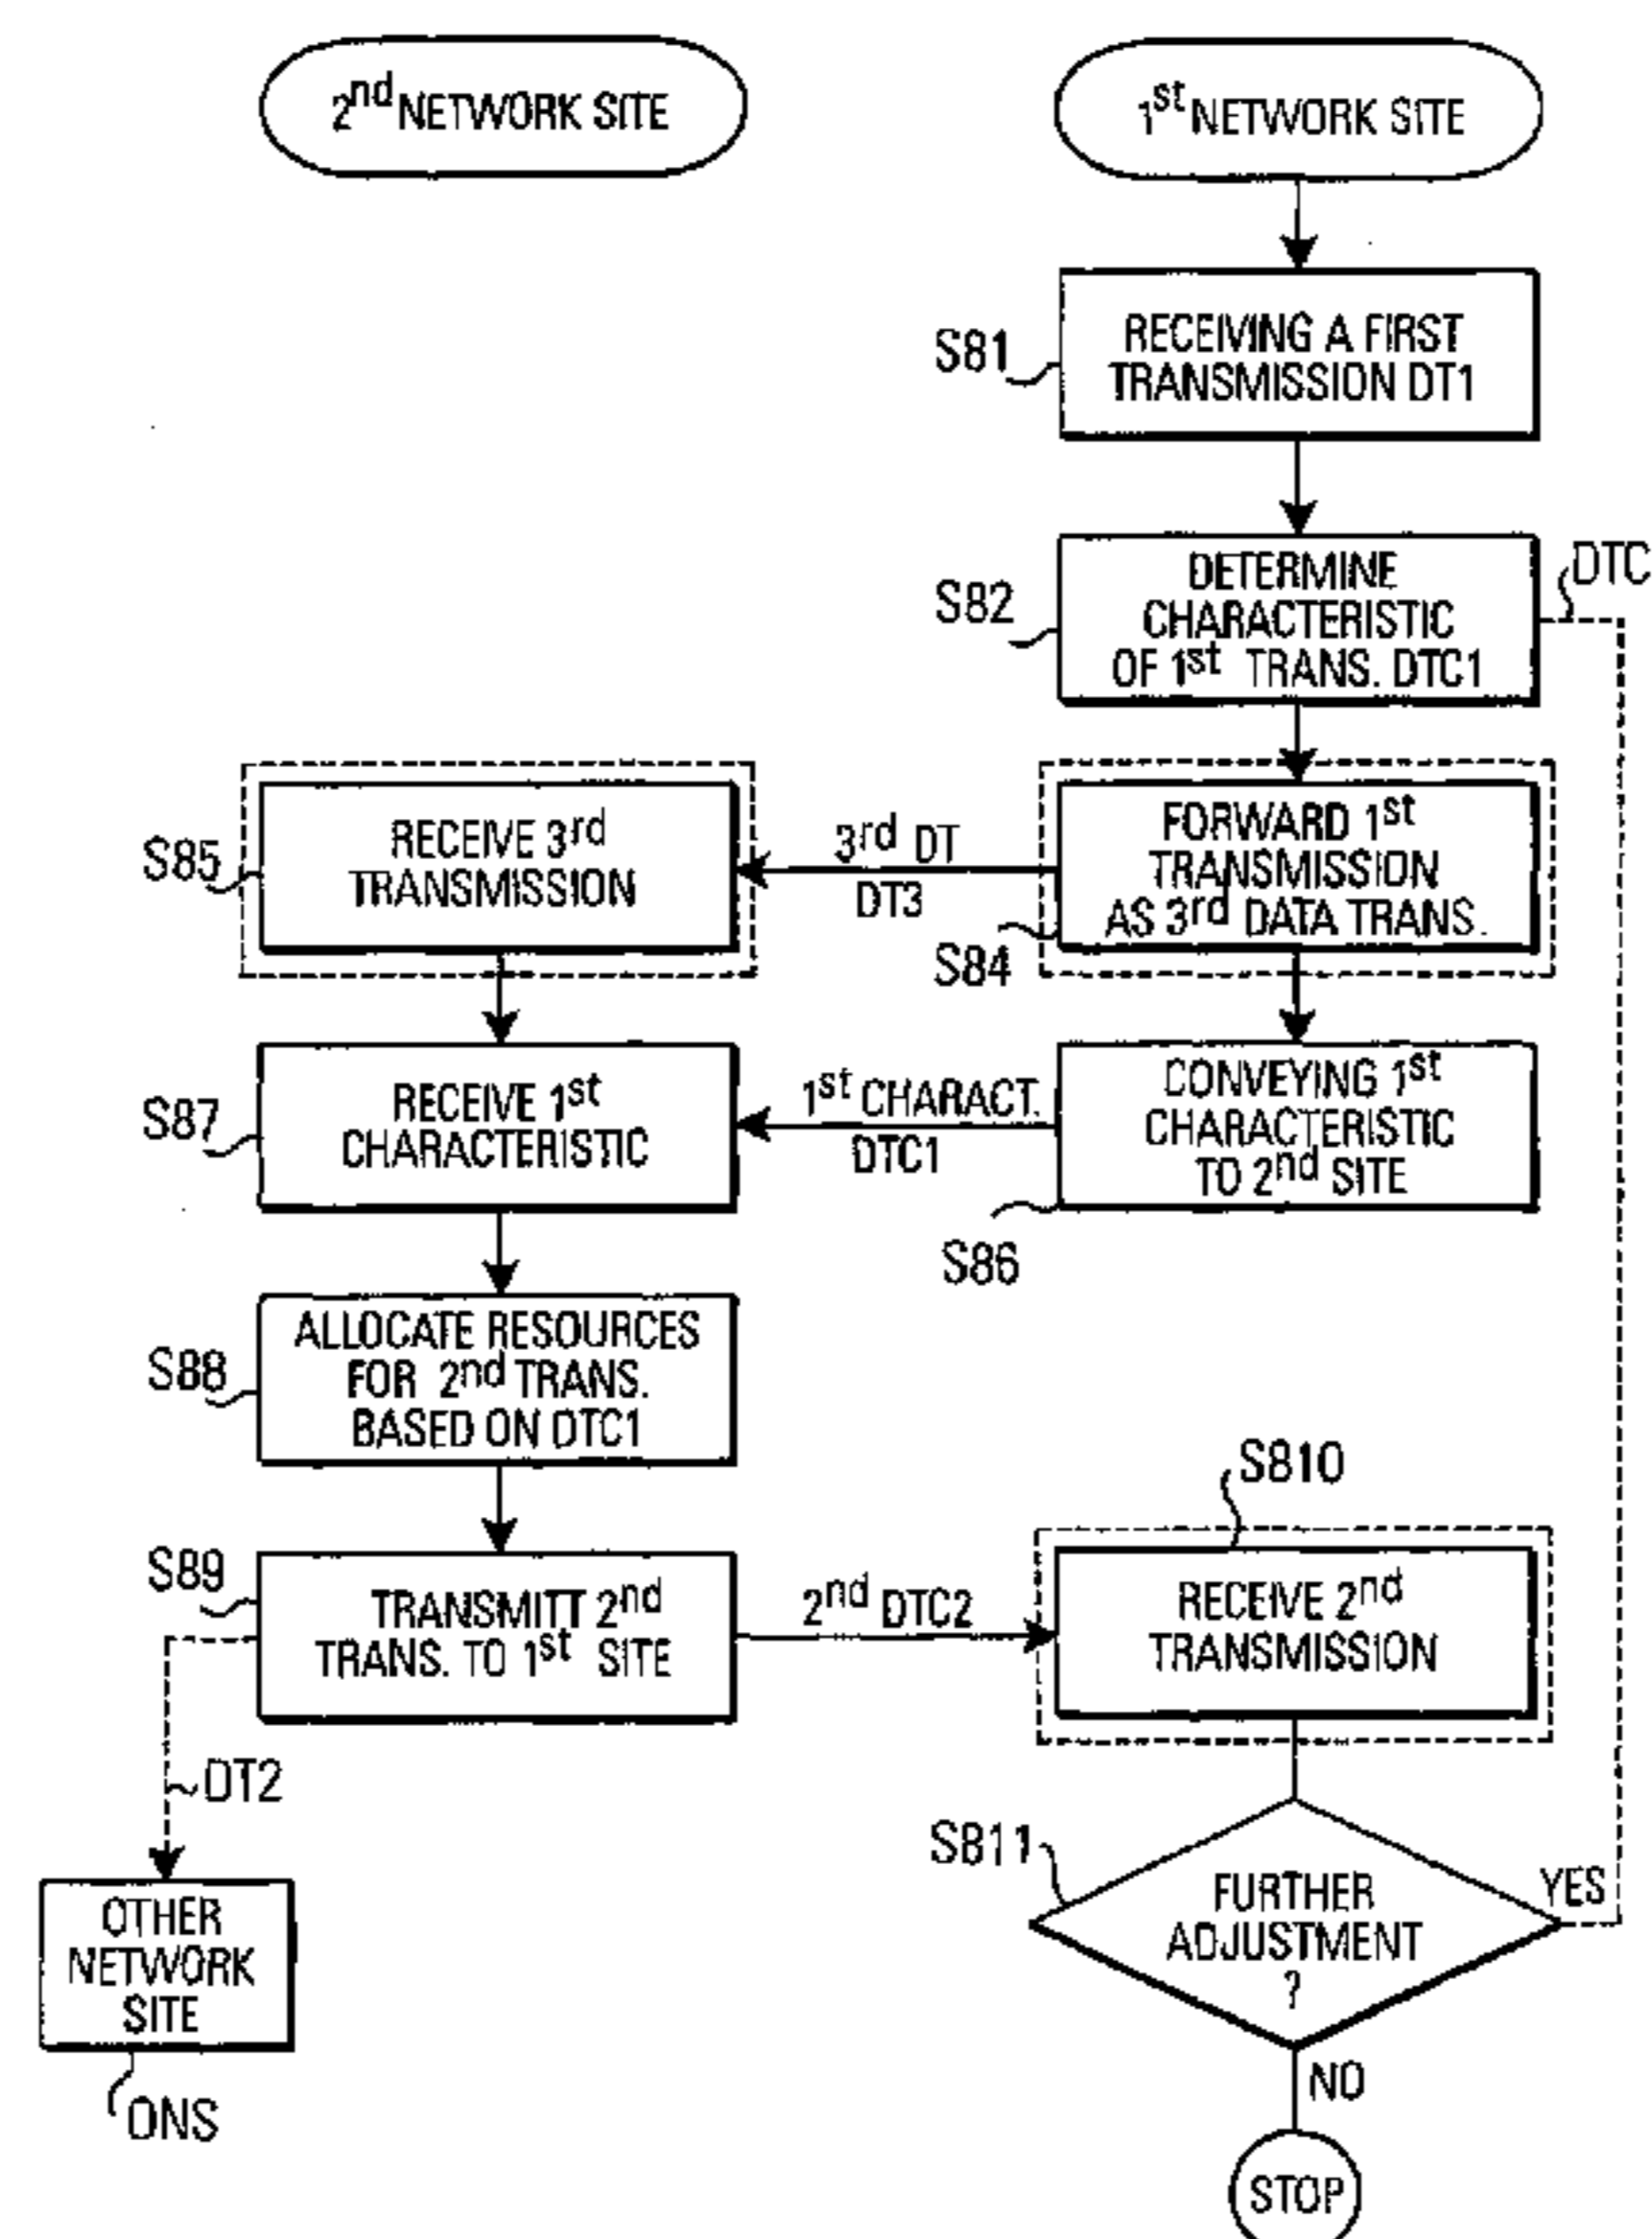 2nd NETWORK SITE
1st NETWORK SITE
S81
RECEIVING A FIRST
TRANSMISSION DT1
S82
DETERMINE
CHARACTERISTIC
OF 1st TRANS. DTC1
DTC
S85
RECEIVE 3rd
TRANSMISSION
3rd DT
DT3
FORWARD 1st
TRANSMISSION
AS 3rd DATA TRANS.
S84
S87
RECEIVE 1st
CHARACTERISTIC
1st CHARACT.
DTC1
CONVEYING 1st
CHARACTERISTIC
TO 2nd SITE
S86
S88
ALLOCATE RESOURCES
FOR 2nd TRANS.
BASED ON DTC1
S89
TRANSMITT 2nd
TRANS. TO 1st SITE
2nd DTC2
S810
RECEIVE 2nd
TRANSMISSION
DT2
OTHER
NETWORK
SITE
ONS
S811
FURTHER
ADJUSTMENT
?
YES
NO
STOP